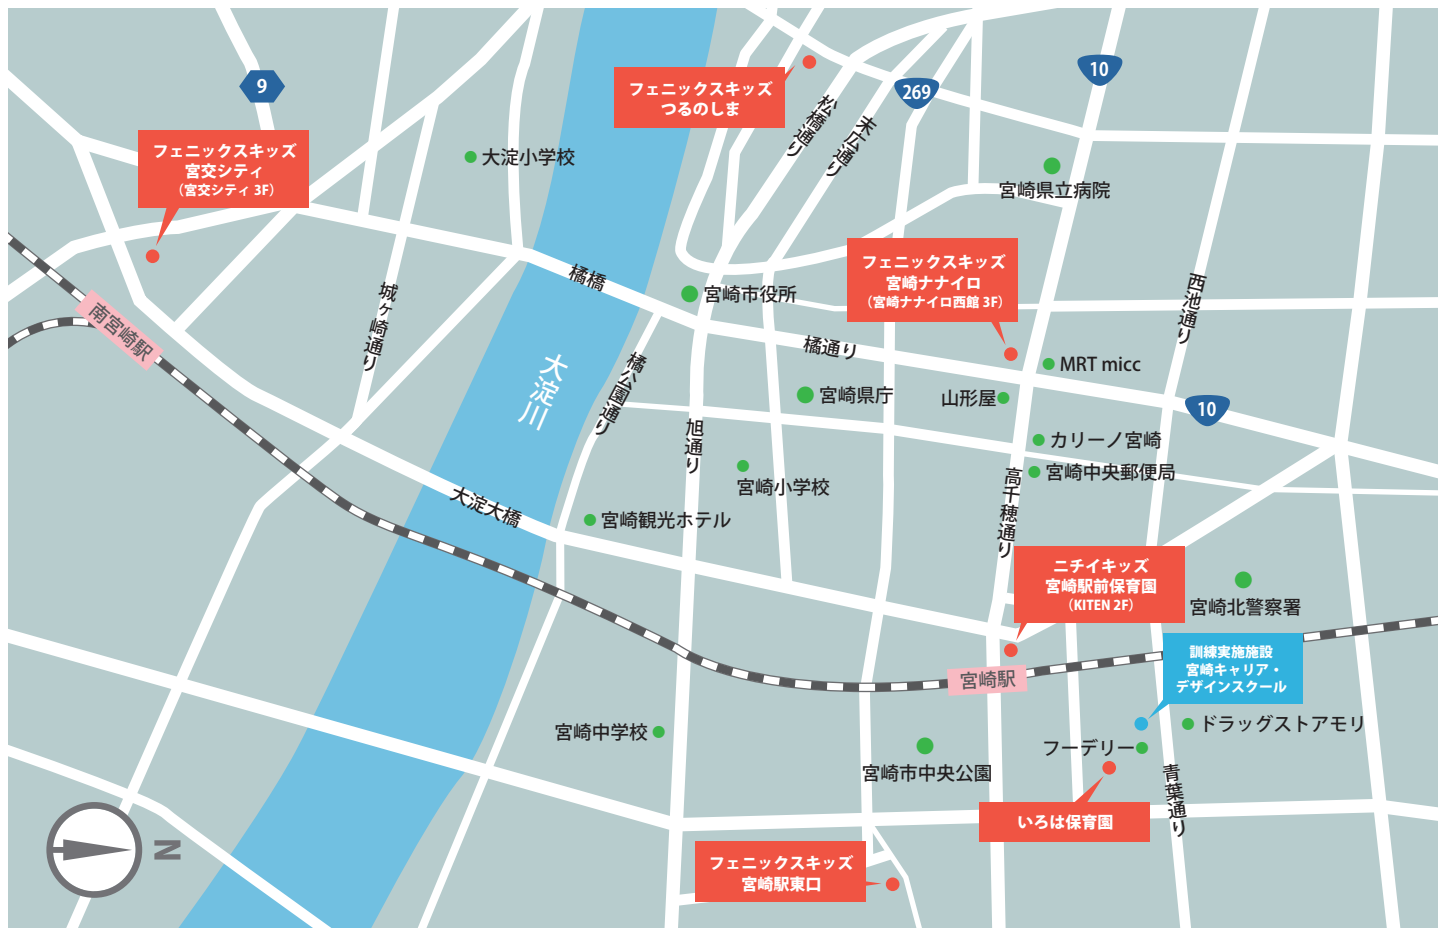 9
10
269
フェニックスキッズ
つるのしま
松橋通り
末広通り
フェニックスキッズ
宮交シティ
（宮交シティ 3F）
大淀小学校
宮崎県立病院
フェニックスキッズ
宮崎ナナイロ
（宮崎ナナイロ西館 3F）
橘橋
宮崎市役所
西池通り
城ヶ崎通り
南宮崎駅
橘通り
大淀川
橘公園通り
MRT micc
宮崎県庁
山形屋
10
旭通り
カリーノ宮崎
宮崎中央郵便局
宮崎小学校
高千穂通り
大淀大橋
宮崎観光ホテル
ニチイキッズ
宮崎駅前保育園
（KITEN 2F）
宮崎北警察署
訓練実施施設
宮崎キャリア・
デザインスクール
宮崎駅
宮崎中学校
ドラッグストアモリ
フーデリー
宮崎市中央公園
青葉通り
いろは保育園
フェニックスキッズ
宮崎駅東口
N